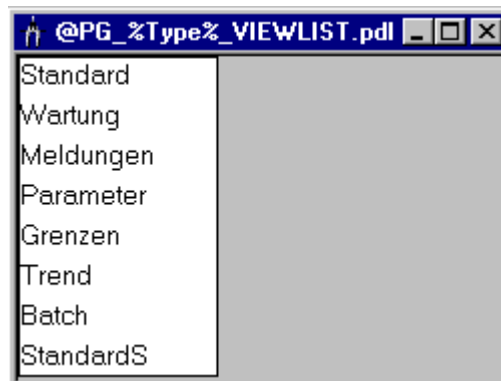 @PG_%Type%_VIEWLIST.pdl
Standard
Wartung
Meldungen
Parameter
Grenzen
Trend
Batch
StandardS